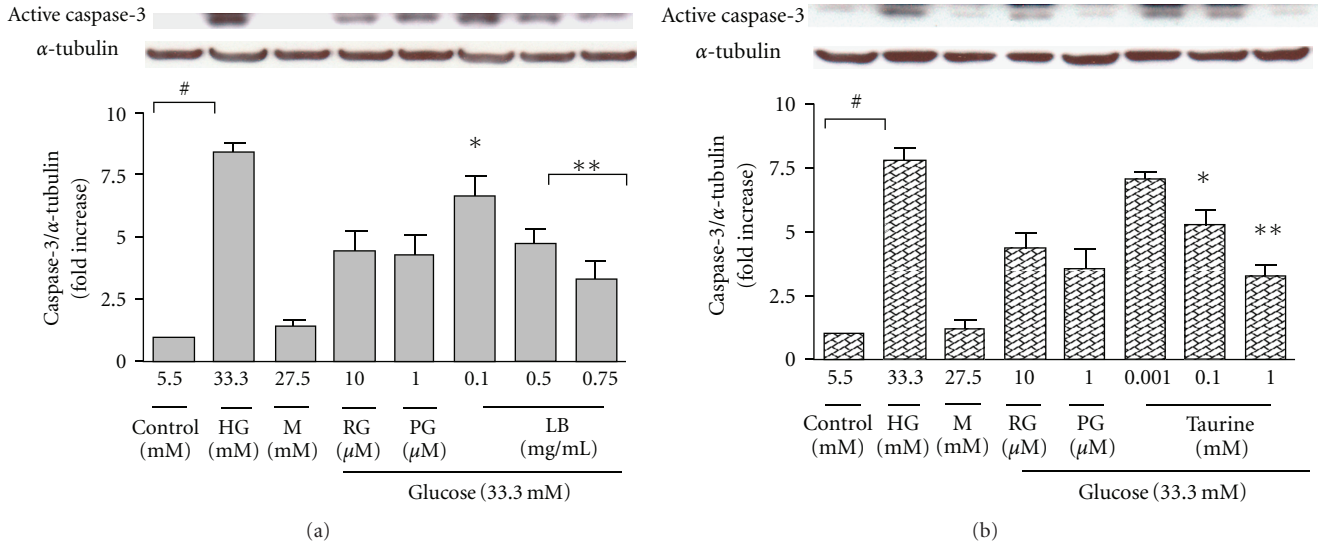 Active caspase-3
α-tubulin
#
*
**
Caspase-3/α-tubulin
(fold increase)
10
7.5
5
2.5
0
5.5 33.3 27.5 10 1 0.1 0.5 0.75
Control HG M RG PG LB
(mM) (mM) (mM) (µM) (µM) (mg/mL)
Glucose (33.3 mM)
(a)
Active caspase-3
α-tubulin
#
*
**
Caspase-3/α-tubulin
(fold increase)
10
7.5
5
2.5
0
5.5 33.3 27.5 10 1 0.001 0.1 1
Control HG M RG PG Taurine
(mM) (mM) (mM) (µM) (µM) (mM)
Glucose (33.3 mM)
(b)